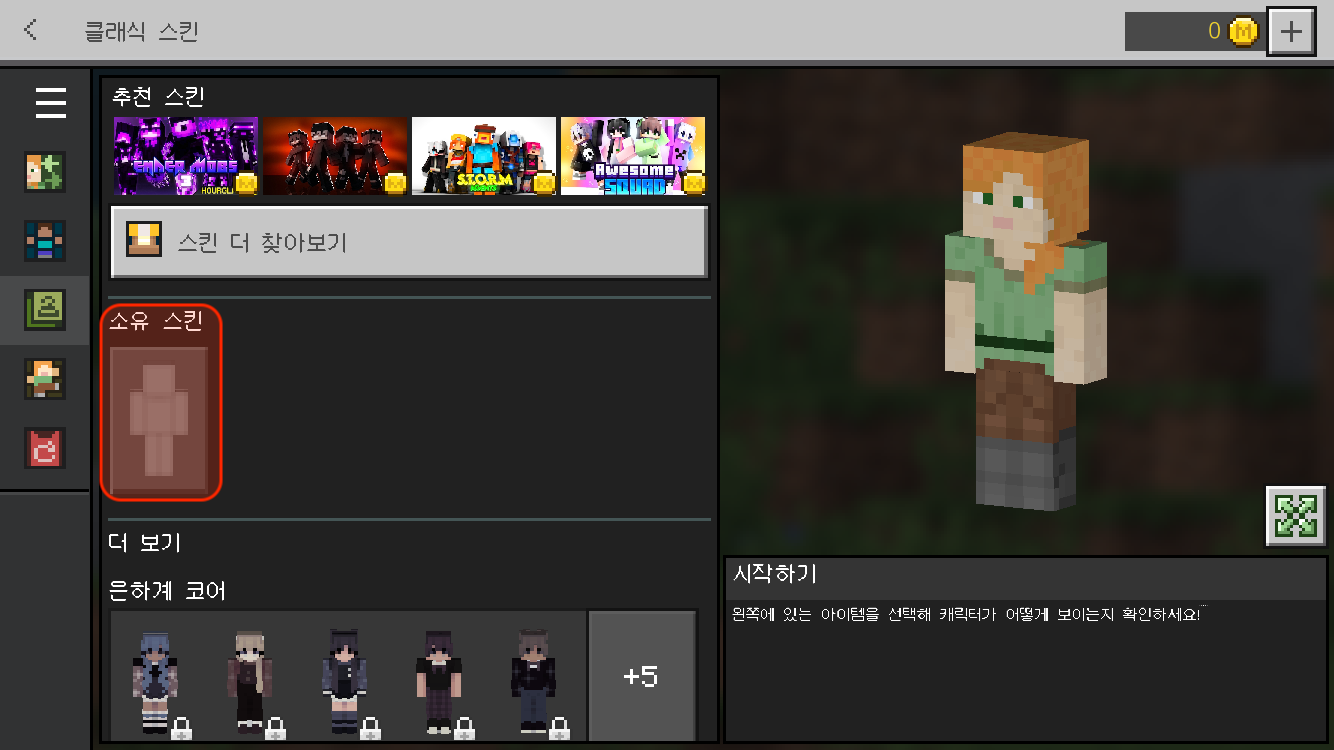 클래식 스킨
0
추천 스킨
ENDER MOBS
HOURGLI
S.T.O.R.M
Awesome
SQUAD
스킨 더 찾아보기
소유 스킨
더 보기
은하계 코어
+5
시작하기
왼쪽에 있는 아이템을 선택해 캐릭터가 어떻게 보이는지 확인하세요!